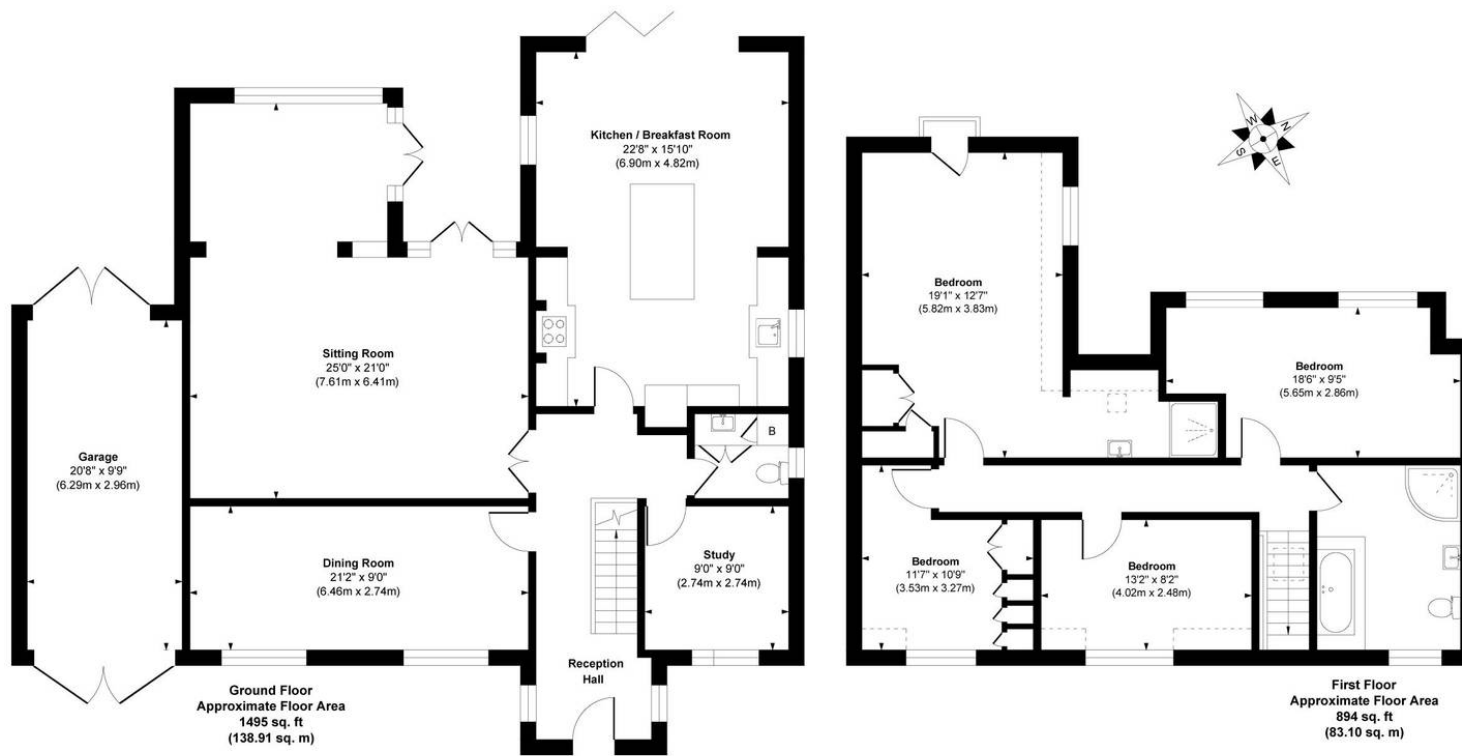 Kitchen / Breakfast Room
22'8" x 15'10"
(6.90m x 4.82m)
Sitting Room
25'0" x 21'0"
(7.61m x 6.41m)
Garage
20'8" x 9'9"
(6.29m x 2.96m)
Dining Room
21'2" x 9'0"
(6.46m x 2.74m)
B
Study
9'0" x 9'0"
(2.74m x 2.74m)
Reception
Hall
Ground Floor
Approximate Floor Area
1495 sq. ft
(138.91 sq. m)
W
N
S
E
Bedroom
19'1" x 12'7"
(5.82m x 3.83m)
Bedroom
18'6" x 9'5"
(5.65m x 2.86m)
Bedroom
11'7" x 10'9"
(3.53m x 3.27m)
Bedroom
13'2" x 8'2"
(4.02m x 2.48m)
First Floor
Approximate Floor Area
894 sq. ft
(83.10 sq. m)